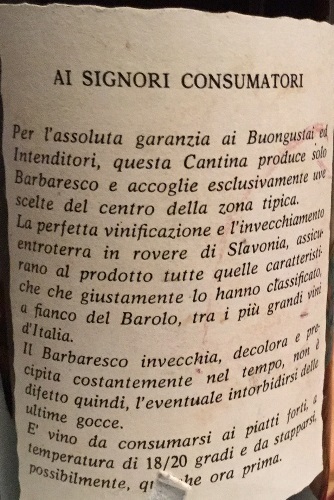 AI SIGNORI CONSUMATORI
Per l'assoluta garanzia ai Buongustai ed
Intenditori, questa Cantina produce solo
Barbaresco e accoglie esclusivamente uve
scelte del centro della zona tipica.
La perfetta vinificazione e l'invecchiamento
entroterra in rovere di Slavonia, assicu-
rano al prodotto tutte quelle caratteristi-
che che giustamente lo hanno classificato,
a fianco del Barolo, tra i più grandi vini
d'Italia.
Il Barbaresco invecchia, decolora e pre-
cipita costantemente nel tempo, non è
difetto quindi, l'eventuale intorbidirsi delle
ultime gocce.
E' vino da consumarsi ai piatti forti, a
temperatura di 18/20 gradi e da stapparsi,
possibilmente, ora prima.